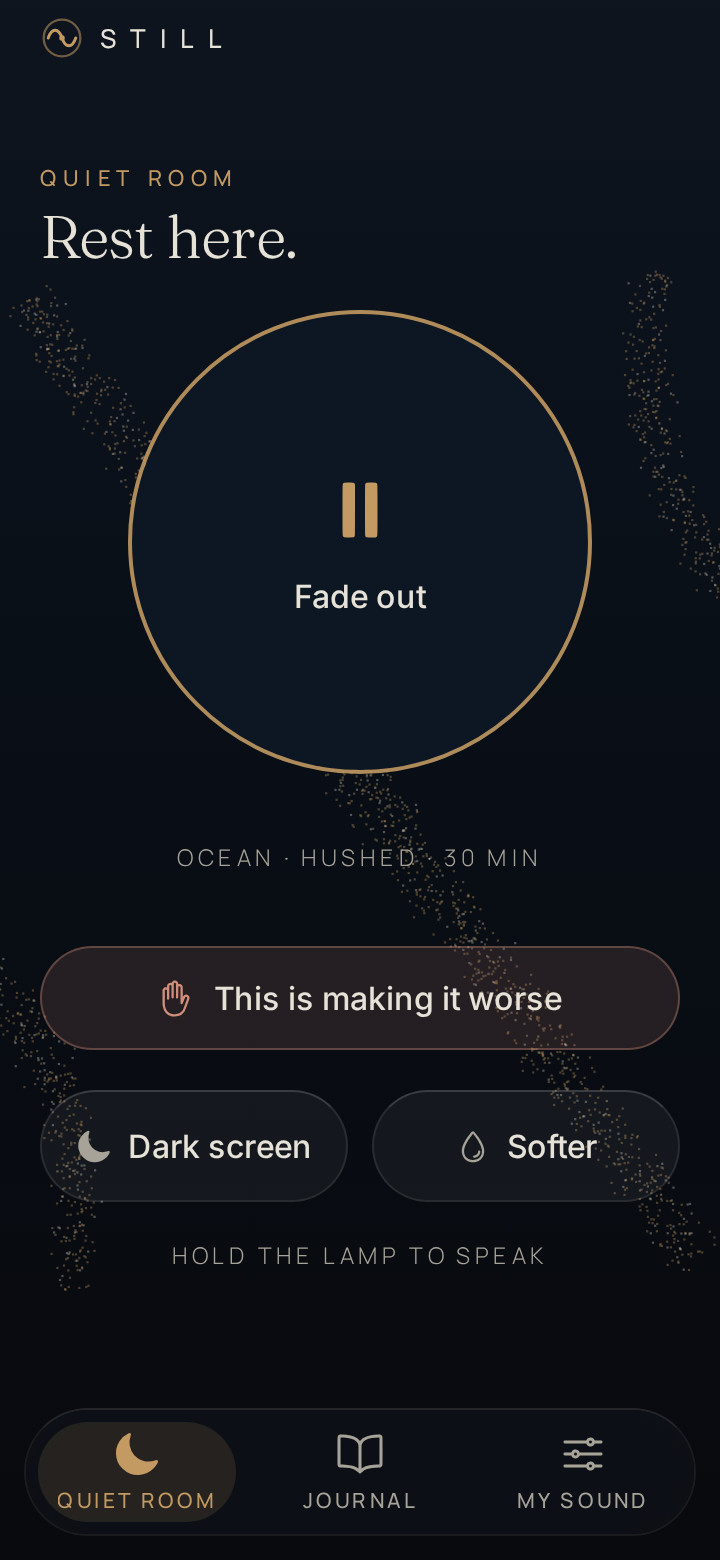 STILL
QUIET ROOM
Rest here.
Fade out
OCEAN · HUSHED · 30 MIN
This is making it worse
Dark screen
Softer
HOLD THE LAMP TO SPEAK
QUIET ROOM
JOURNAL
MY SOUND